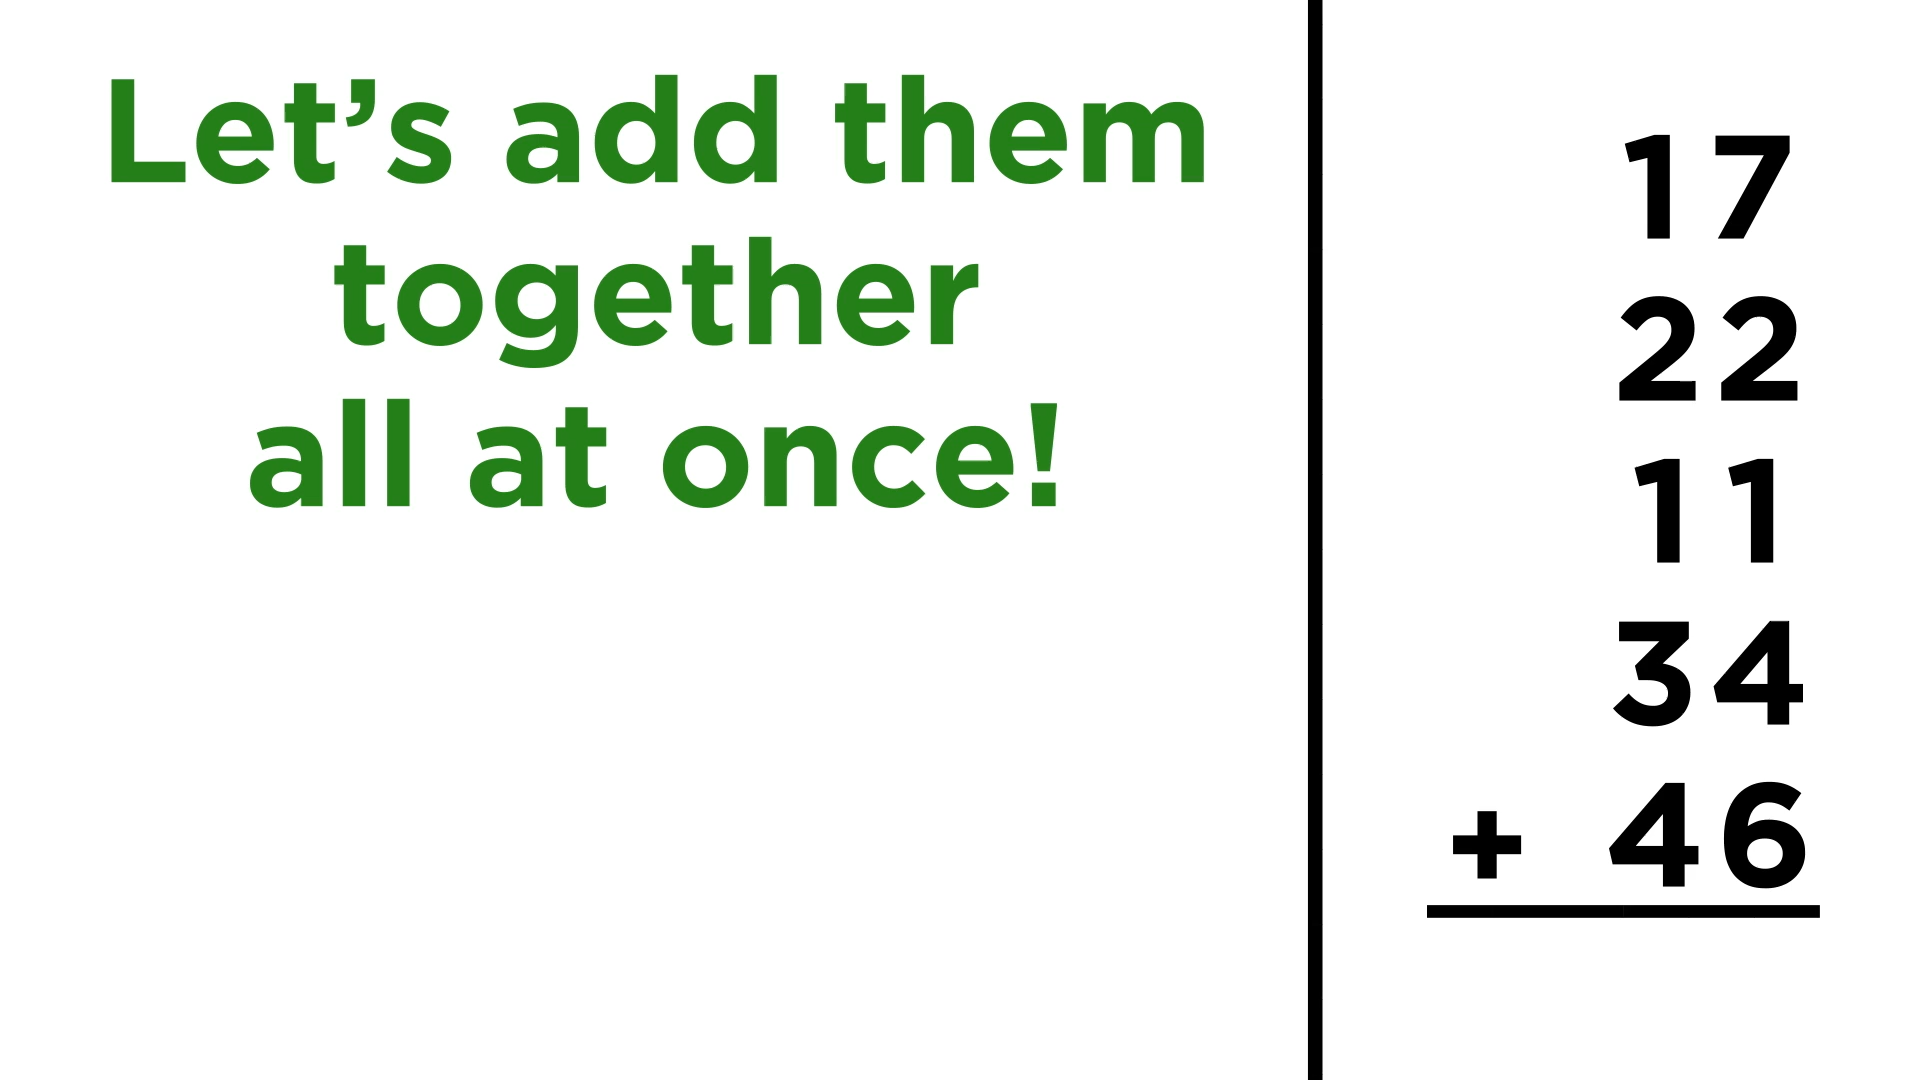 Let’s add them
together
all at once!
17
22
11
34
+ 46